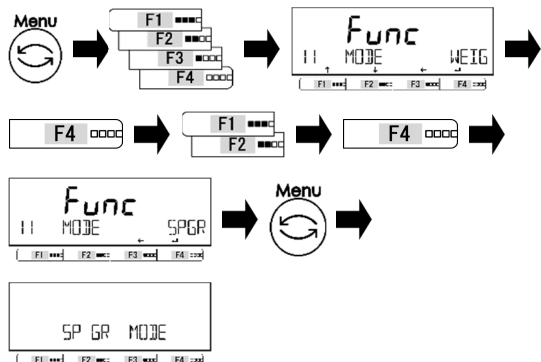 Menu
F1
F2
F3
F4
Func
11 MODE WEIG
F1 F2 F3 F4
F4
F1
F2
F4
Func
11 MODE SPGR
F1 F2 F3 F4
Menu
SP GR MODE
F1 F2 F3 F4